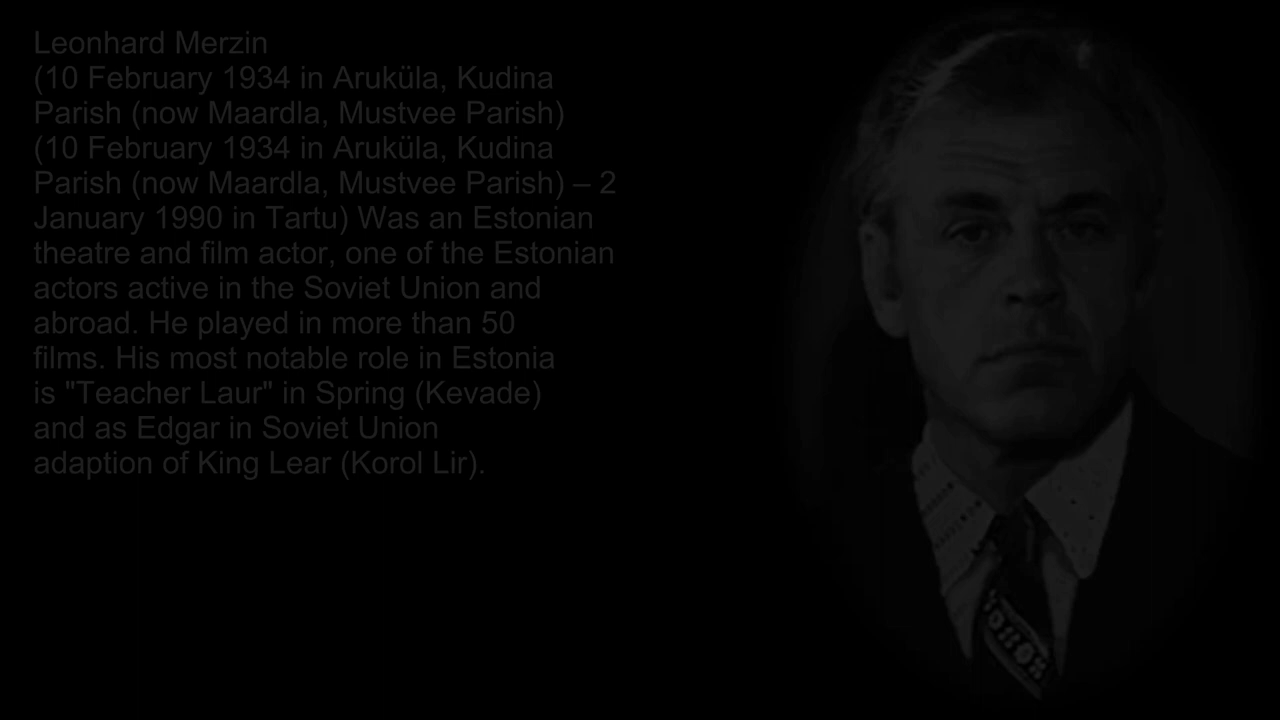 Leonhard Merzin
(10 February 1934 in Aruküla, Kudina
Parish (now Maardla, Mustvee Parish)
(10 February 1934 in Aruküla, Kudina
Parish (now Maardla, Mustvee Parish) – 2
January 1990 in Tartu) Was an Estonian
theatre and film actor, one of the Estonian
actors active in the Soviet Union and
abroad. He played in more than 50
films. His most notable role in Estonia
is "Teacher Laur" in Spring (Kevade)
and as Edgar in Soviet Union
adaption of King Lear (Korol Lir).